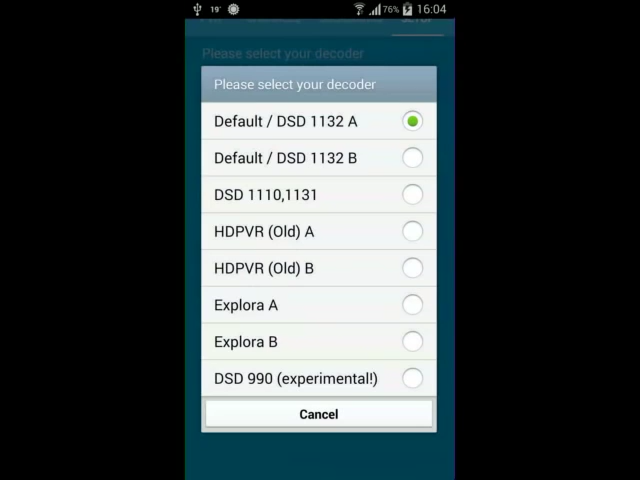 19° 76% 16:04
Please select your decoder
Please select your decoder
Default / DSD 1132 A
Default / DSD 1132 B
DSD 1110,1131
HDPVR (Old) A
HDPVR (Old) B
Explora A
Explora B
DSD 990 (experimental!)
Cancel